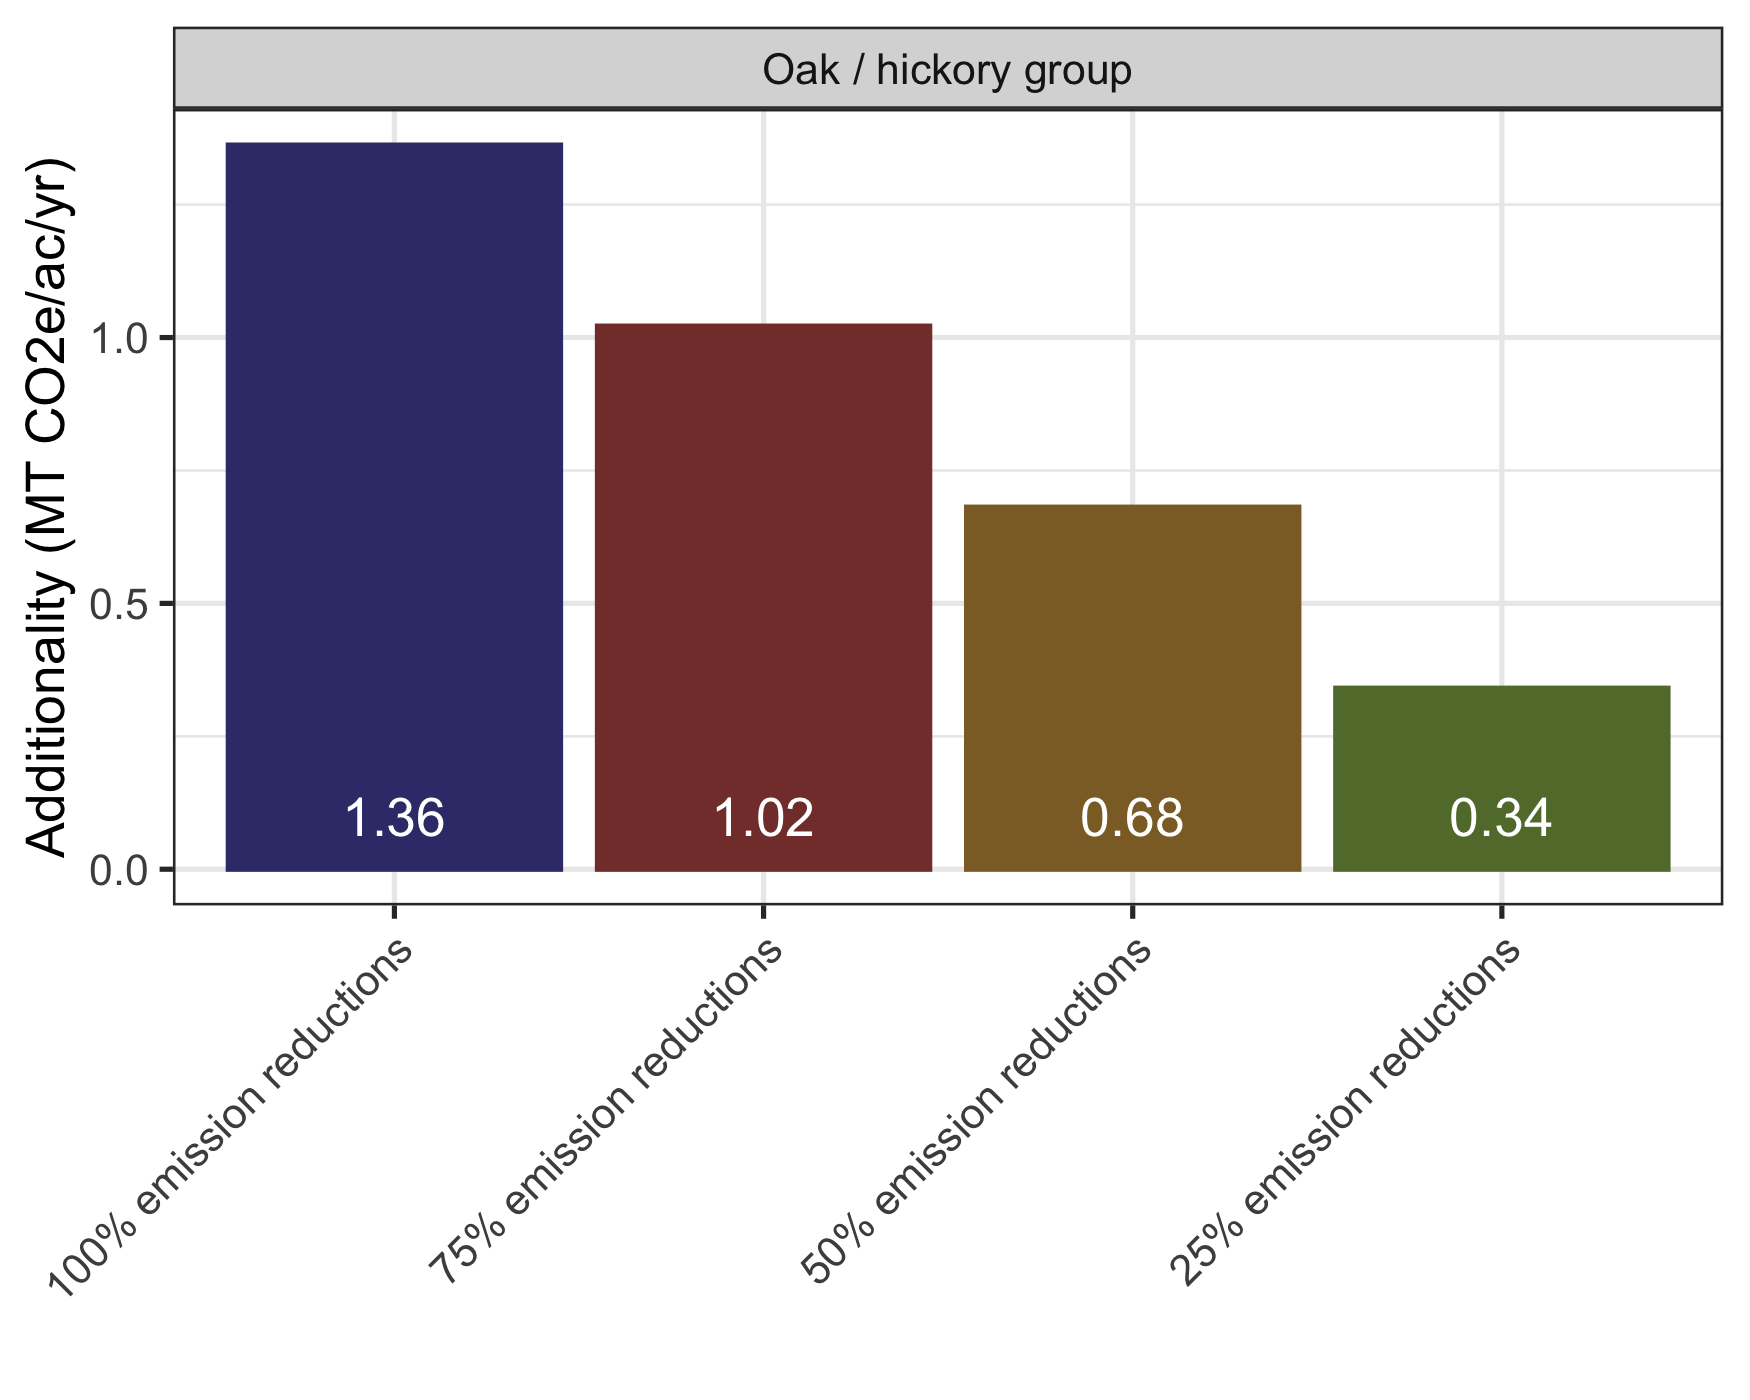 Oak / hickory group
Additionality (MT CO2e/ac/yr)
1.0
0.5
0.0
1.36
1.02
0.68
0.34
100% emission reductions
75% emission reductions
50% emission reductions
25% emission reductions